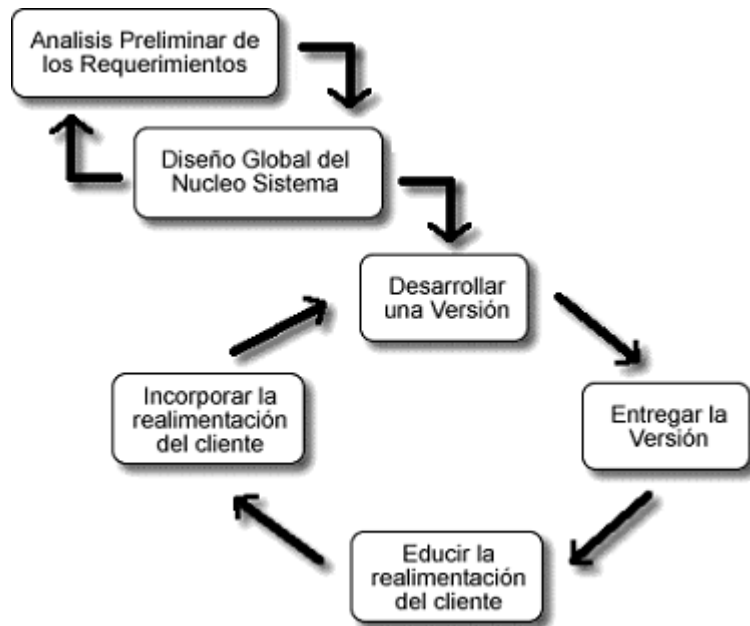 Analisis Preliminar de
los Requerimientos
Diseño Global del
Nucleo Sistema
Desarrollar
una Versión
Entregar la
Versión
Educir la
realimentación
del cliente
Incorporar la
realimentación
del cliente